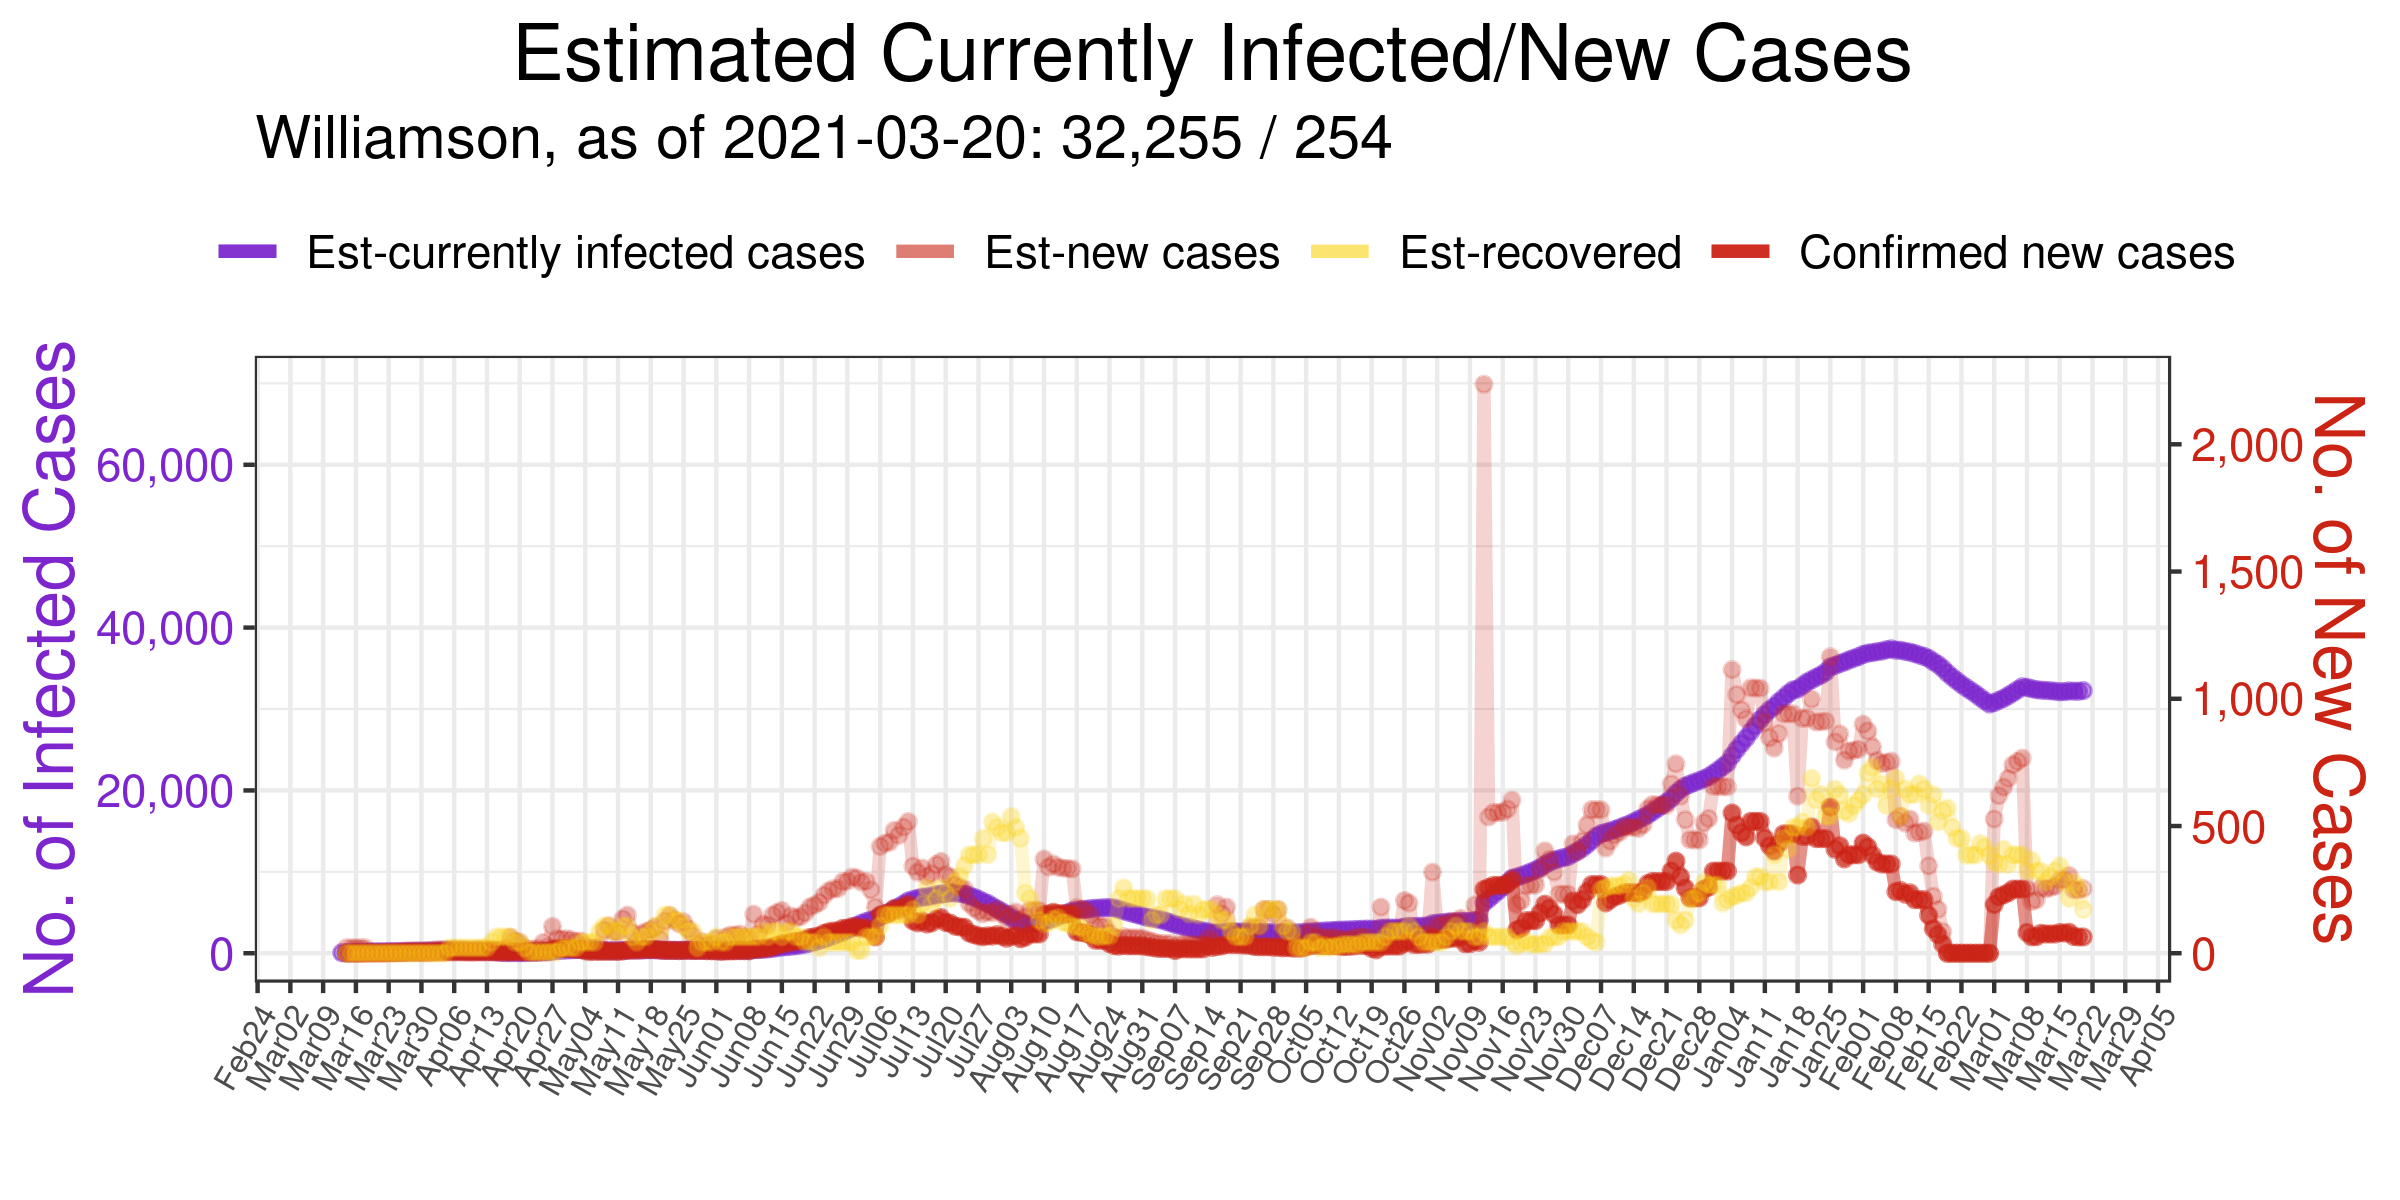 Estimated Currently Infected/New Cases
Williamson, as of 2021-03-20: 32,255 / 254
Est-currently infected cases Est-new cases Est-recovered Confirmed new cases
No. of Infected Cases
60,000
40,000
20,000
0
2,000
1,500
1,000
500
0
No. of New Cases
Feb24 Mar02 Mar09 Mar16 Mar23 Mar30 Apr06 Apr13 Apr20 Apr27 May04 May11 May18 May25 Jun01 Jun08 Jun15 Jun22 Jun29 Jul06 Jul13 Jul20 Jul27 Aug03 Aug10 Aug17 Aug24 Aug31 Sep07 Sep14 Sep21 Sep28 Oct05 Oct12 Oct19 Oct26 Nov02 Nov09 Nov16 Nov23 Nov30 Dec07 Dec14 Dec21 Dec28 Jan04 Jan11 Jan18 Jan25 Feb01 Feb08 Feb15 Feb22 Mar01 Mar08 Mar15 Mar22 Mar29 Apr05